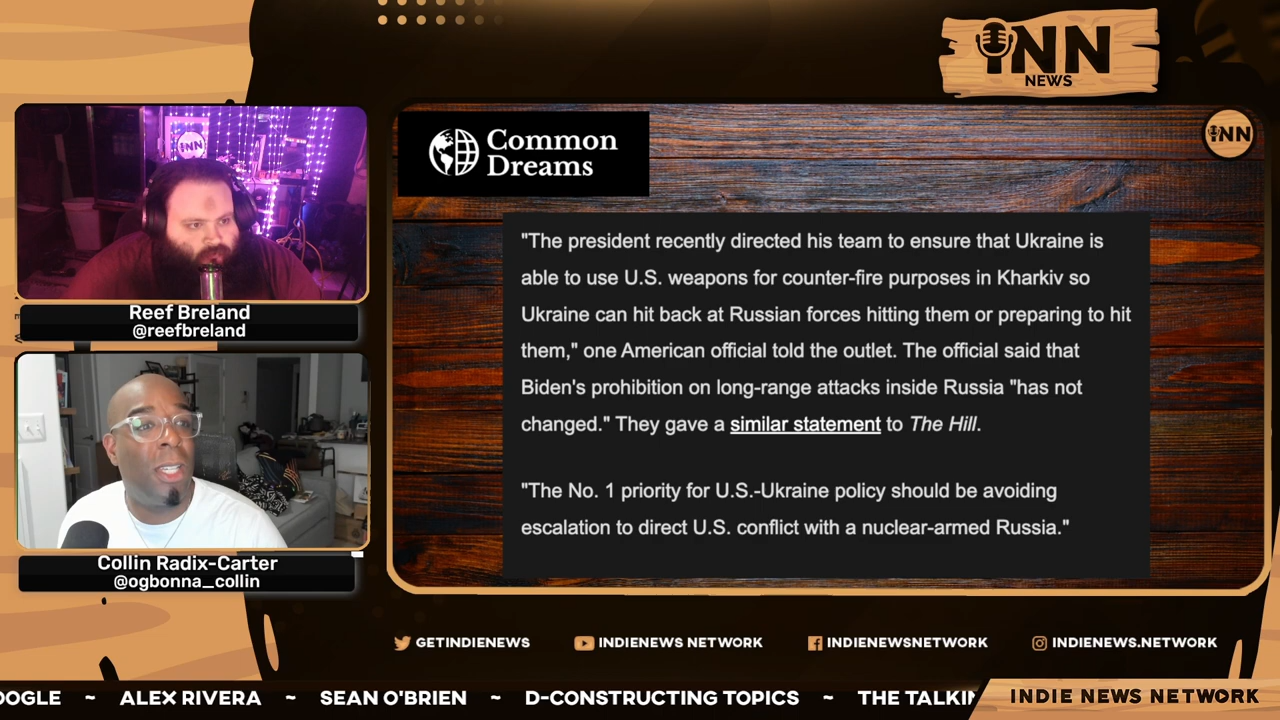 iNN
NEWS
Common
Dreams
iNN
iNN
"The president recently directed his team to ensure that Ukraine is
able to use U.S. weapons for counter-fire purposes in Kharkiv so
Ukraine can hit back at Russian forces hitting them or preparing to hit
them," one American official told the outlet. The official said that
Biden's prohibition on long-range attacks inside Russia "has not
changed." They gave a similar statement to The Hill.
"The No. 1 priority for U.S.-Ukraine policy should be avoiding
escalation to direct U.S. conflict with a nuclear-armed Russia."
Reef Breland
@reefbreland
Collin Radix-Carter
@ogbonna_collin
GETINDIENEWS
INDIENEWS NETWORK
INDIENEWSNETWORK
INDIENEWS.NETWORK
OOGLE ~ ALEX RIVERA ~ SEAN O'BRIEN ~ D-CONSTRUCTING TOPICS ~ THE TALKIN
INDIE NEWS NETWORK